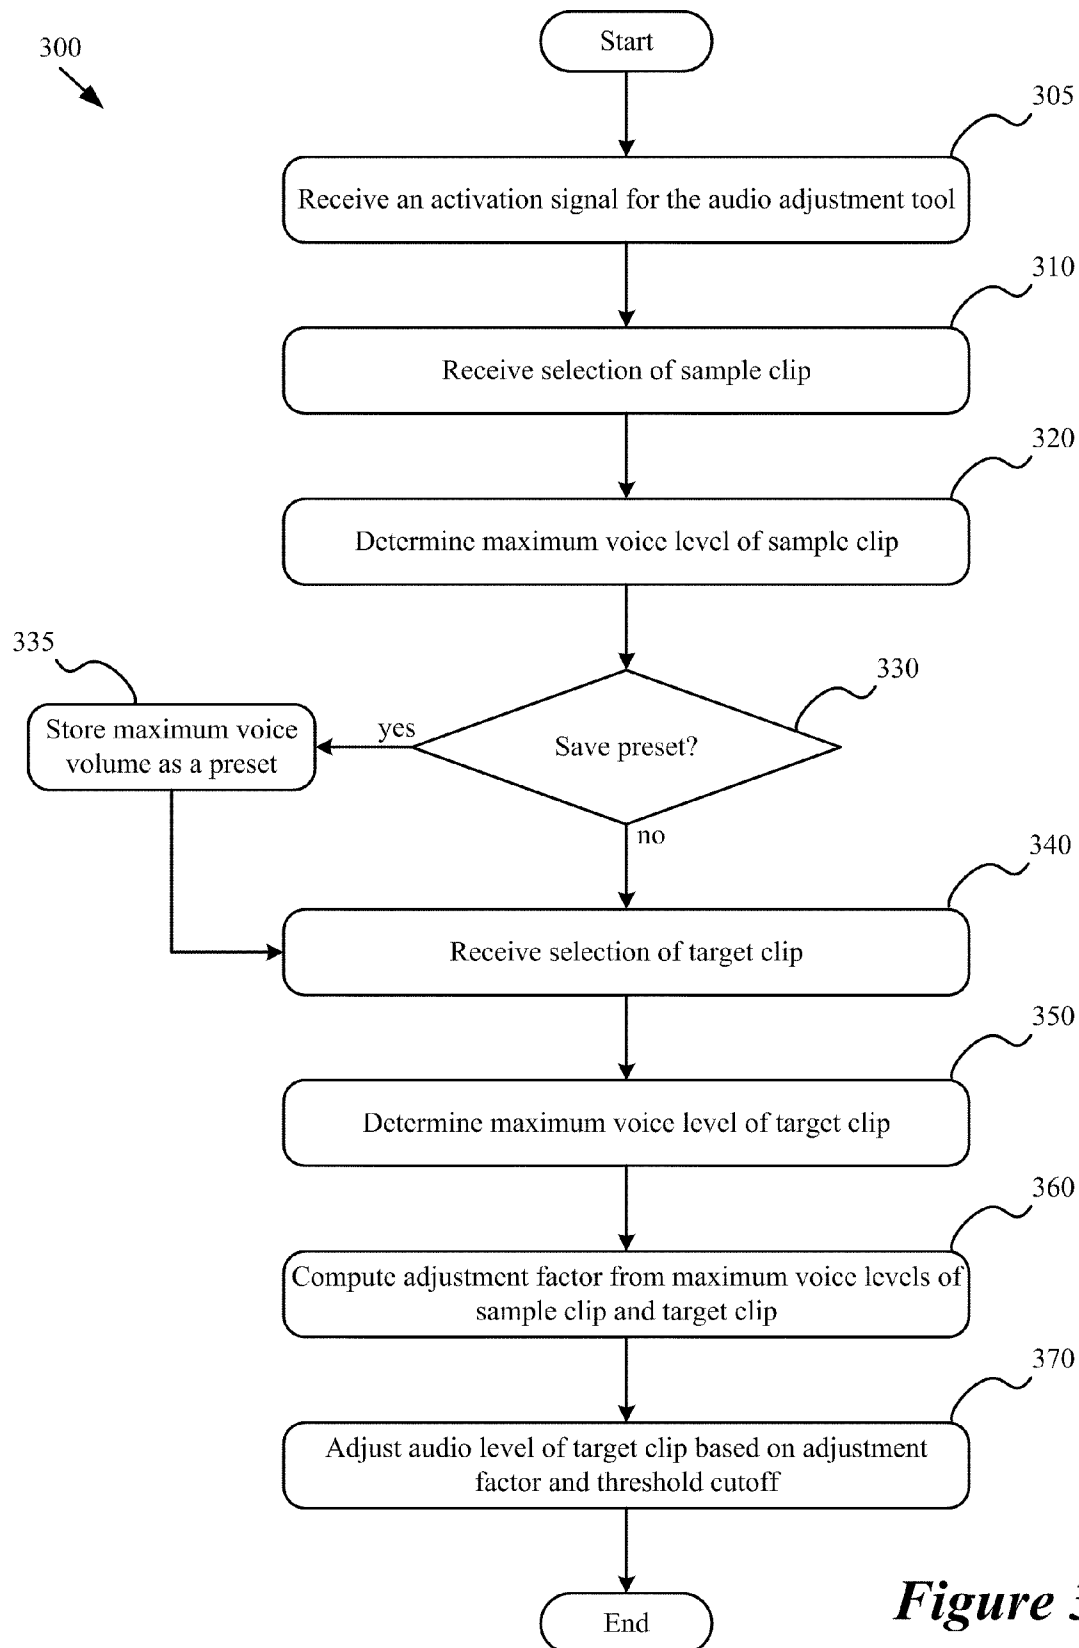 300
Start
305
Receive an activation signal for the audio adjustment tool
310
Receive selection of sample clip
320
Determine maximum voice level of sample clip
335
330
Store maximum voice
volume as a preset
yes
Save preset?
no
340
Receive selection of target clip
350
Determine maximum voice level of target clip
360
Compute adjustment factor from maximum voice levels of
sample clip and target clip
370
Adjust audio level of target clip based on adjustment
factor and threshold cutoff
End
Figure 3